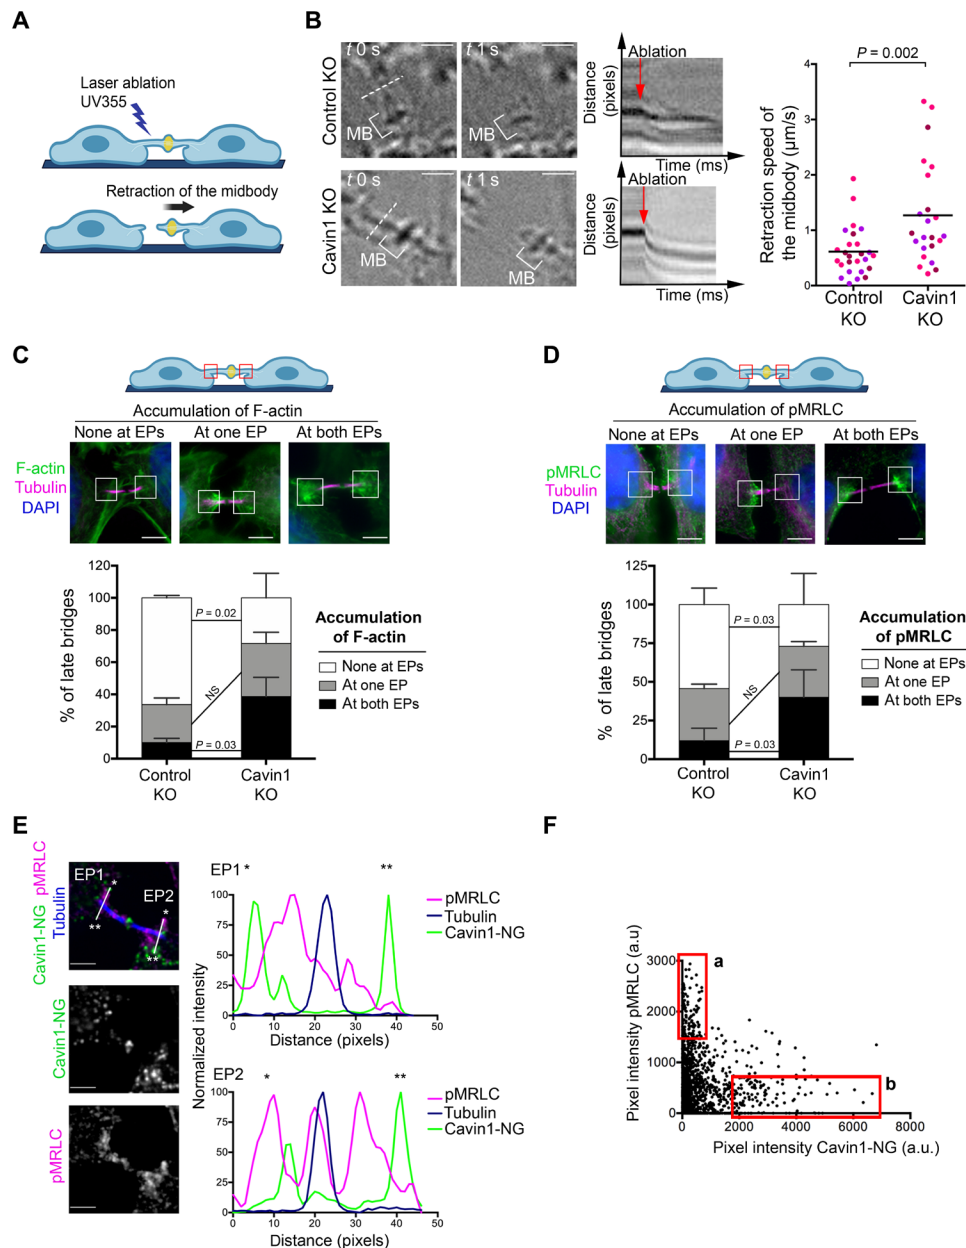 A
Laser ablation
UV355
Retraction of the midbody
B
Control KO
t 0 s
MB
t 1 s
MB
Cavin1 KO
t 0 s
MB
t 1 s
MB
Ablation
Distance
(pixels)
Time (ms)
Ablation
Distance
(pixels)
Time (ms)
P = 0.002
Retraction speed of
the midbody (µm/s)
4
3
2
1
0
Control
KO
Cavin1
KO
C
Accumulation of F-actin
None at EPs
At one EP
At both EPs
F-actin
Tubulin
DAPI
% of late bridges
120
100
80
60
40
20
0
P = 0.02
NS
P = 0.03
Control
KO
Cavin1
KO
Accumulation
of F-actin
None at EPs
At one EP
At both EPs
D
Accumulation of pMRLC
None at EPs
At one EP
At both EPs
pMRLC
Tubulin
DAPI
% of late bridges
125
100
75
50
25
0
P = 0.03
NS
P = 0.03
Control
KO
Cavin1
KO
Accumulation
of pMRLC
None at EPs
At one EP
At both EPs
E
Cavin1-NG pMRLC
Tubulin
EP1
*
**
EP2
*
**
Cavin1-NG
pMRLC
Normalized intensity
EP1 * **
100
75
50
25
0
0 10 20 30 40 50
Distance (pixels)
pMRLC
Tubulin
Cavin1-NG
EP2 * **
100
75
50
25
0
0 10 20 30 40 50
Distance (pixels)
pMRLC
Tubulin
Cavin1-NG
F
Pixel intensity pMRLC (a.u)
3000
2000
1000
0
a
b
0 2000 4000 6000 8000
Pixel intensity Cavin1-NG (a.u.)